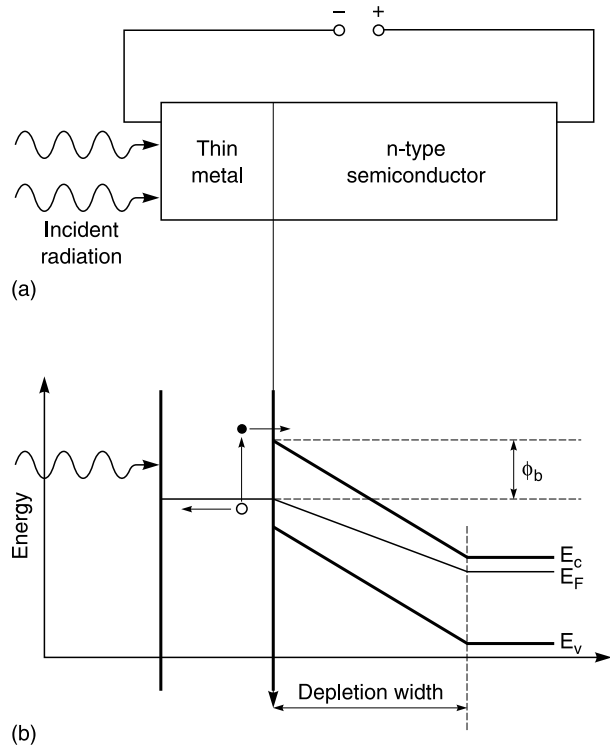 − +
Thin
metal
n-type
semiconductor
Incident
radiation
(a)
Energy
ϕb
Ec
EF
Ev
Depletion width
(b)